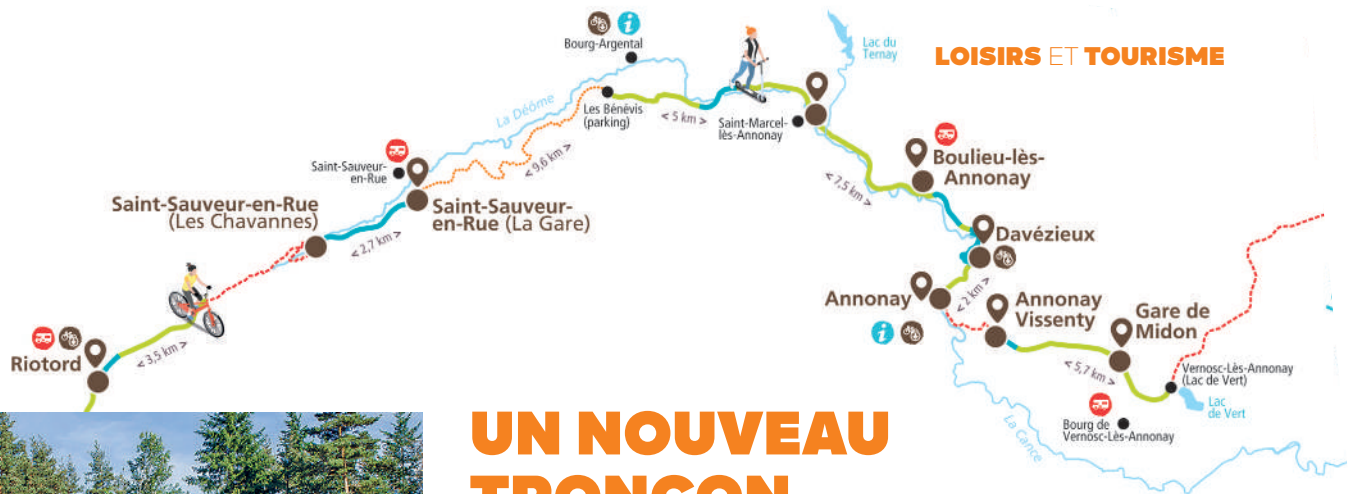 LOISIRS ET TOURISME
Bourg-Argental
Lac du
Ternay
La Déôme
Les Bénévis
(parking)
< 5 km >
Saint-Marcel-
lès-Annonay
Saint-Sauveur-
en-Rue
< 9,6 km >
Boulieu-lès-
Annonay
< 7,5 km >
Saint-Sauveur-en-Rue
(Les Chavannes)
Saint-Sauveur-
en-Rue (La Gare)
< 2,7 km >
Davézieux
Annonay
< 2 km >
Annonay
Vissenty
Gare de
Midon
Riotord
< 3,5 km >
< 5,7 km >
Vernosc-Lès-Annonay
(Lac de Vert)
Lac
de Vert
Bourg de
Vernosc-Lès-Annonay
La Cance
UN NOUVEAU
TRONÇON